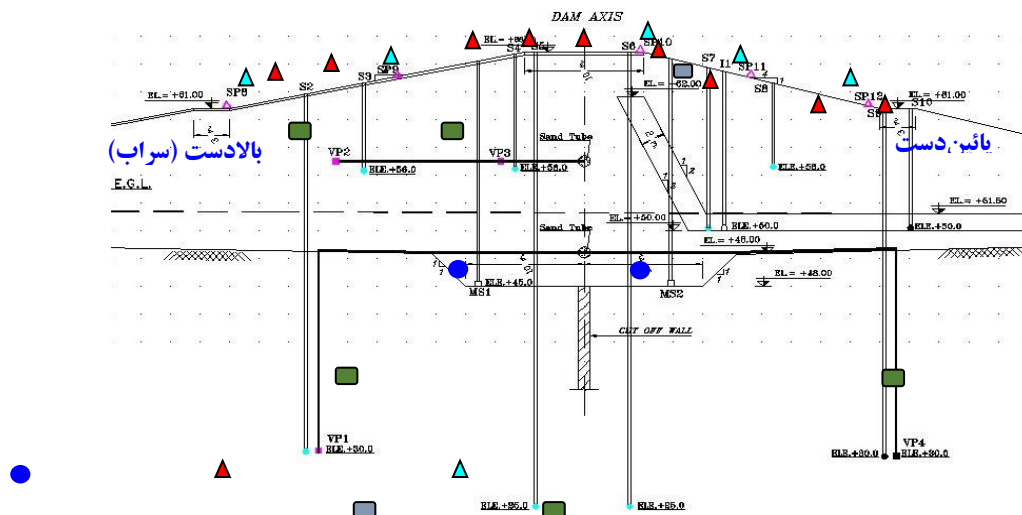 DAM AXIS
S4
S5
S6
SP10
S7
I1
SP11
S3
SP9
S2
S8
EL.= +62.00
EL.= +61.00
SP8
SP12
S9
EL.= +61.00
S10
Sand Tube
بالادست (سراب)
پائین‌دست
VP2
VP3
ELE.+56.0
ELE.+56.0
ELE.+58.0
E.G.L.
EL.= +51.50
EL.= +50.00
Sand Tube
ELE.+50.0
ELE.+50.0
EL.= +48.00
EL.= +48.00
MS1
ELE.+45.0
MS2
CUT OFF WALL
VP1
ELE.+30.0
VP4
ELE.+30.0
ELE.+30.0
ELE.+25.0
ELE.+25.0